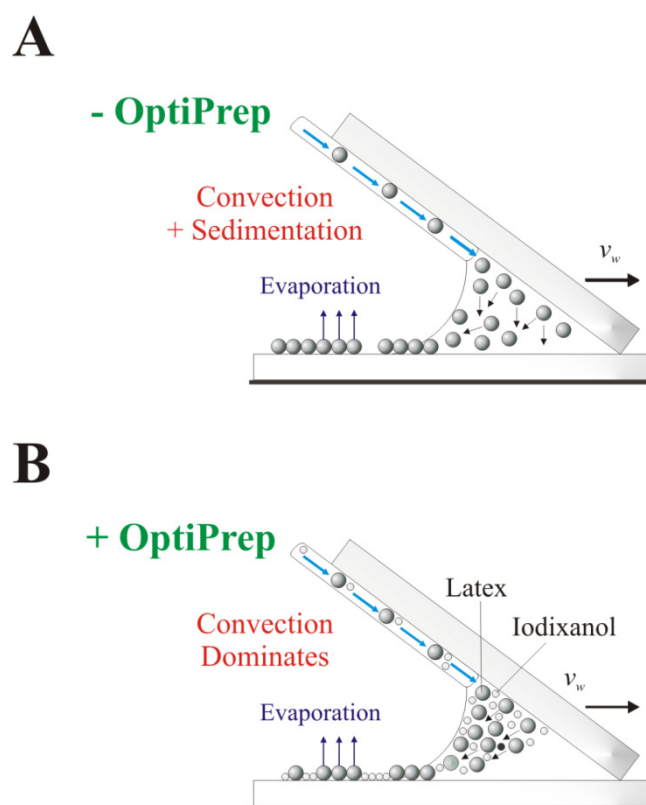 A
- OptiPrep
Convection
+ Sedimentation
Evaporation
v_w
B
+ OptiPrep
Latex
Iodixanol
Convection
Dominates
v_w
Evaporation